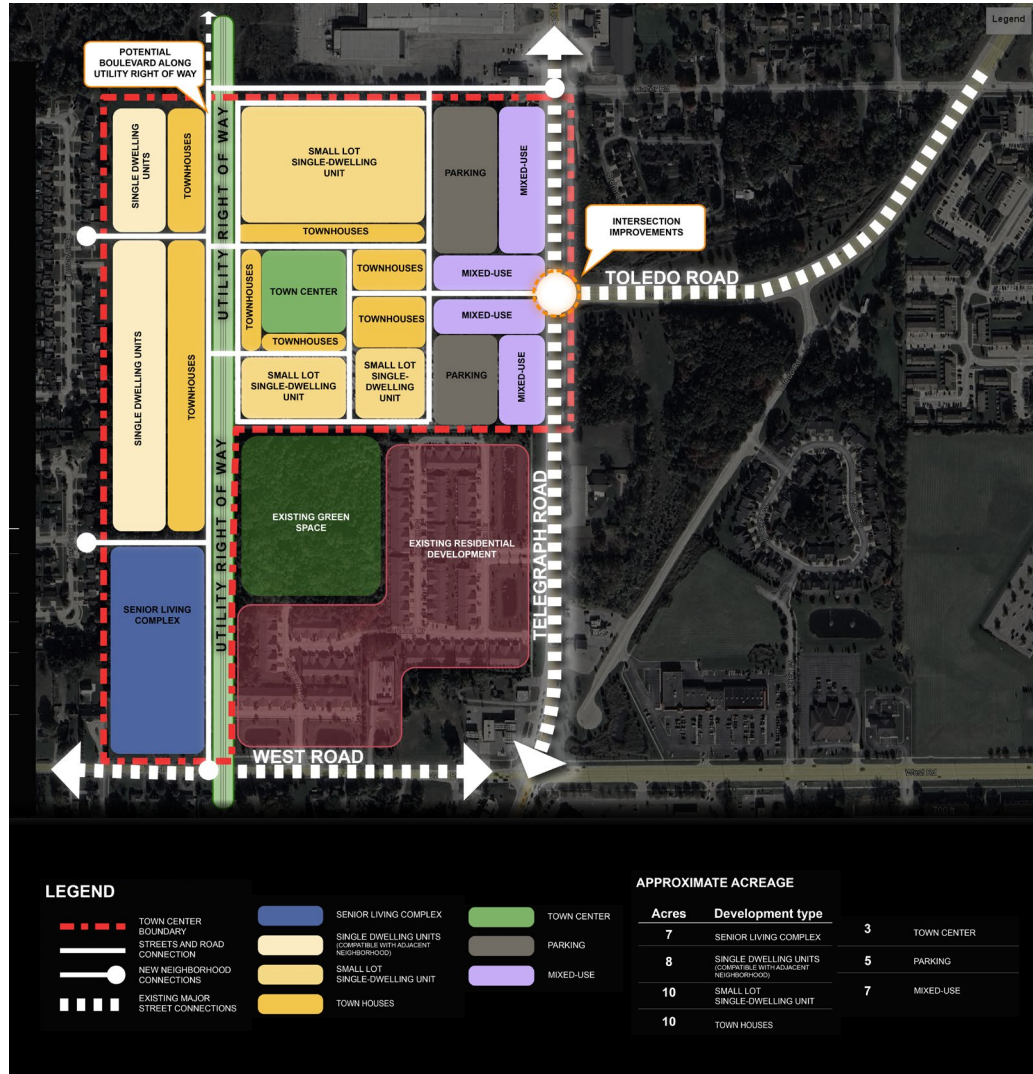 Legend
POTENTIAL
BOULEVARD ALONG
UTILITY RIGHT OF WAY
SINGLE DWELLING
UNITS
TOWNHOUSES
UTILITY RIGHT OF WAY
SMALL LOT
SINGLE-DWELLING
UNIT
PARKING
MIXED-USE
TOWNHOUSES
INTERSECTION
IMPROVEMENTS
TOWNHOUSES
TOWN CENTER
TOWNHOUSES
MIXED-USE
TOLEDO ROAD
TOWNHOUSES
MIXED-USE
TOWNHOUSES
SINGLE DWELLING UNITS
TOWNHOUSES
SMALL LOT
SINGLE-DWELLING
UNIT
SMALL LOT
SINGLE-
DWELLING
UNIT
PARKING
MIXED-USE
UTILITY RIGHT OF WAY
EXISTING GREEN
SPACE
EXISTING RESIDENTIAL
DEVELOPMENT
TELEGRAPH ROAD
SENIOR LIVING
COMPLEX
WEST ROAD
West Rd
LEGEND
TOWN CENTER
BOUNDARY
STREETS AND ROAD
CONNECTION
NEW NEIGHBORHOOD
CONNECTIONS
EXISTING MAJOR
STREET CONNECTIONS
SENIOR LIVING COMPLEX
SINGLE DWELLING UNITS
(COMPATIBLE WITH ADJACENT
NEIGHBORHOOD)
SMALL LOT
SINGLE-DWELLING UNIT
TOWN HOUSES
TOWN CENTER
PARKING
MIXED-USE
APPROXIMATE ACREAGE
Acres Development type
7 SENIOR LIVING COMPLEX
8 SINGLE DWELLING UNITS
(COMPATIBLE WITH ADJACENT
NEIGHBORHOOD)
10 SMALL LOT
SINGLE-DWELLING UNIT
10 TOWN HOUSES
3 TOWN CENTER
5 PARKING
7 MIXED-USE